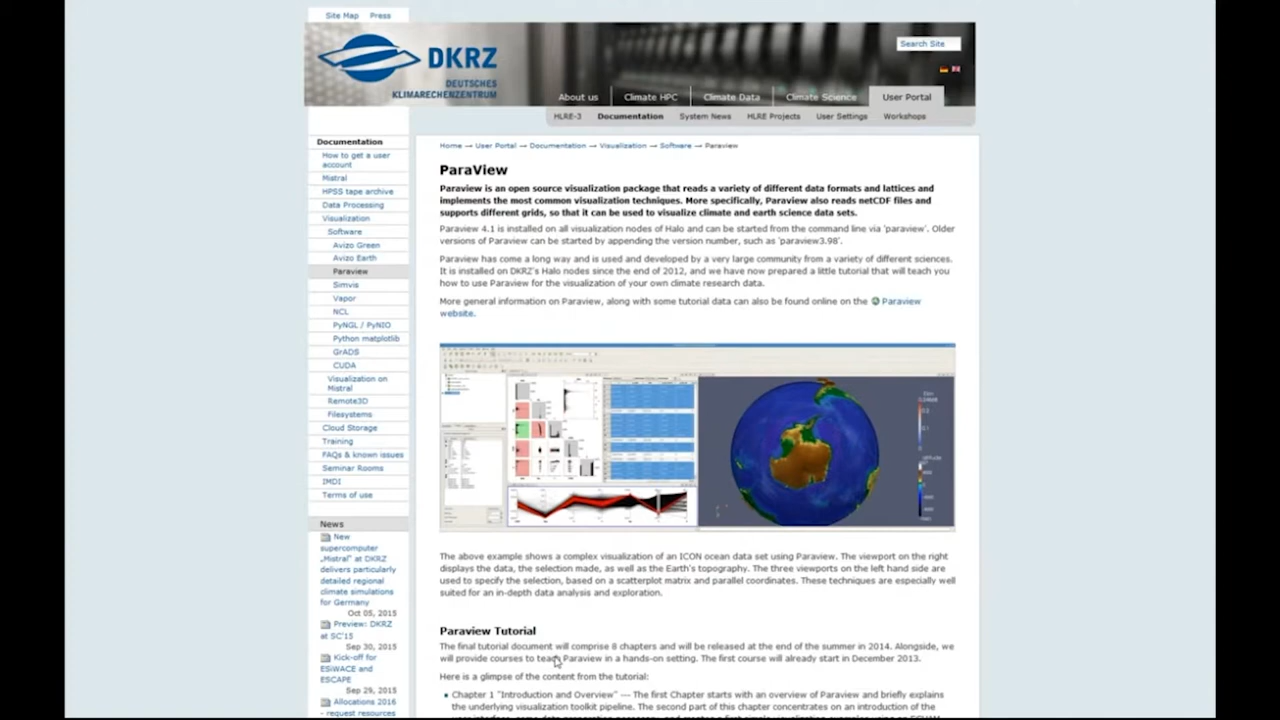 Site Map Press
DKRZ
DEUTSCHES
KLIMARECHENZENTRUM
Search Site
About us Climate HPC Climate Data Climate Science User Portal
HLRE-3 Documentation System News HLRE Projects User Settings Workshops
Documentation
How to get a user
account
Mistral
HPSS tape archive
Data Processing
Visualization
Software
Avizo Green
Avizo Earth
Paraview
Simvis
Vapor
NCL
PyNGL / PyNIO
Python matplotlib
GrADS
CUDA
Visualization on
Mistral
Remote3D
Filesystems
Cloud Storage
Training
FAQs & known issues
Seminar Rooms
IMDI
Terms of use
News
New
supercomputer
„Mistral" at DKRZ
delivers particularly
detailed regional
climate simulations
for Germany
Oct 05, 2015
Preview: DKRZ
at SC'15
Sep 30, 2015
Kick-off for
ESiWACE and
ESCAPE
Sep 29, 2015
Allocations 2016
- request resources
Home → User Portal → Documentation → Visualization → Software → Paraview
ParaView
Paraview is an open source visualization package that reads a variety of different data formats and lattices and
implements the most common visualization techniques. More specifically, Paraview also reads netCDF files and
supports different grids, so that it can be used to visualize climate and earth science data sets.
Paraview 4.1 is installed on all visualization nodes of Halo and can be started from the command line via 'paraview'. Older
versions of Paraview can be started by appending the version number, such as 'paraview3.98'.
Paraview has come a long way and is used and developed by a very large community from a variety of different sciences.
It is installed on DKRZ's Halo nodes since the end of 2012, and we have now prepared a little tutorial that will teach you
how to use Paraview for the visualization of your own climate research data.
More general information on Paraview, along with some tutorial data can also be found online on the Paraview
website.
The above example shows a complex visualization of an ICON ocean data set using Paraview. The viewport on the right
displays the data, the selection made, as well as the Earth's topography. The three viewports on the left hand side are
used to specify the selection, based on a scatterplot matrix and parallel coordinates. These techniques are especially well
suited for an in-depth data analysis and exploration.
Paraview Tutorial
The final tutorial document will comprise 8 chapters and will be released at the end of the summer in 2014. Alongside, we
will provide courses to teach Paraview in a hands-on setting. The first course will already start in December 2013.
Here is a glimpse of the content from the tutorial:
Chapter 1 "Introduction and Overview" --- The first Chapter starts with an overview of Paraview and briefly explains
the underlying visualization toolkit pipeline. The second part of this chapter concentrates on an introduction of the